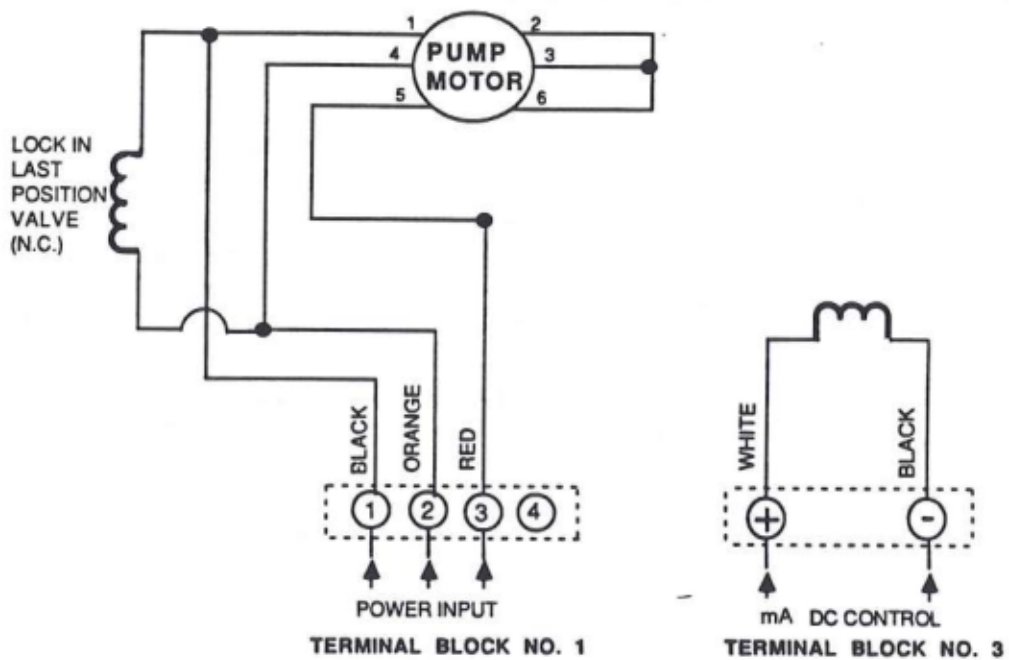 1
2
4
PUMP
MOTOR
3
5
6
LOCK IN
LAST
POSITION
VALVE
(N.C.)
BLACK
ORANGE
RED
WHITE
BLACK
1
2
3
4
+
-
POWER INPUT
mA DC CONTROL
TERMINAL BLOCK NO. 1
TERMINAL BLOCK NO. 3